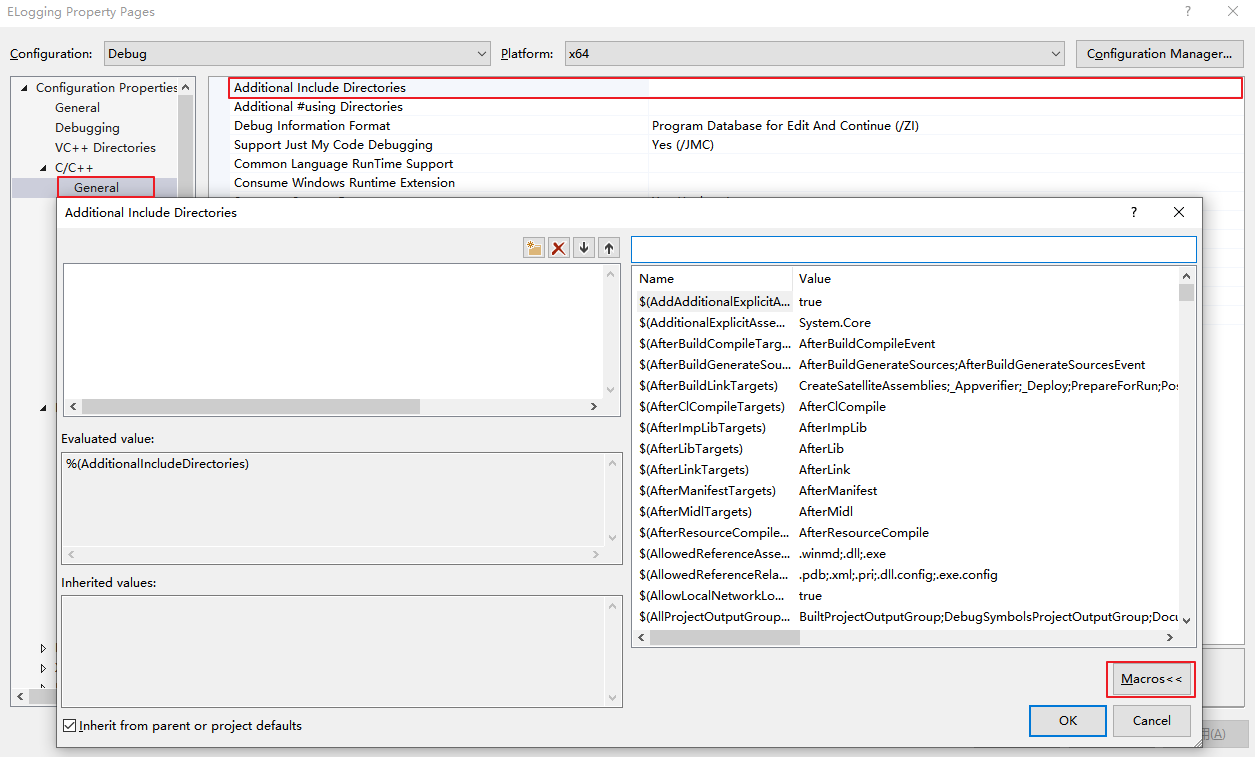 ELogging Property Pages
Configuration: Debug Platform: x64 Configuration Manager...
Configuration Properties
General
Debugging
VC++ Directories
C/C++
General
Additional Include Directories
Additional #using Directories
Debug Information Format Program Database for Edit And Continue (/ZI)
Support Just My Code Debugging Yes (/JMC)
Common Language RunTime Support
Consume Windows Runtime Extension
Additional Include Directories
Evaluated value:
%(AdditionalIncludeDirectories)
Inherited values:
Inherit from parent or project defaults
Name Value
$(AddAdditionalExplicitA... true
$(AdditionalExplicitAsse... System.Core
$(AfterBuildCompileTarg... AfterBuildCompileEvent
$(AfterBuildGenerateSou... AfterBuildGenerateSources;AfterBuildGenerateSourcesEvent
$(AfterBuildLinkTargets) CreateSatelliteAssemblies;_Appverifier;_Deploy;PrepareForRun;Pos
$(AfterClCompileTargets) AfterClCompile
$(AfterImpLibTargets) AfterImpLib
$(AfterLibTargets) AfterLib
$(AfterLinkTargets) AfterLink
$(AfterManifestTargets) AfterManifest
$(AfterMidlTargets) AfterMidl
$(AfterResourceCompile... AfterResourceCompile
$(AllowedReferenceAsse... .winmd;.dll;.exe
$(AllowedReferenceRela... .pdb;.xml;.pri;.dll.config;.exe.config
$(AllowLocalNetworkLo... true
$(AllProjectOutputGroup... BuiltProjectOutputGroup;DebugSymbolsProjectOutputGroup;Docu
Macros<<
OK Cancel
用(A)